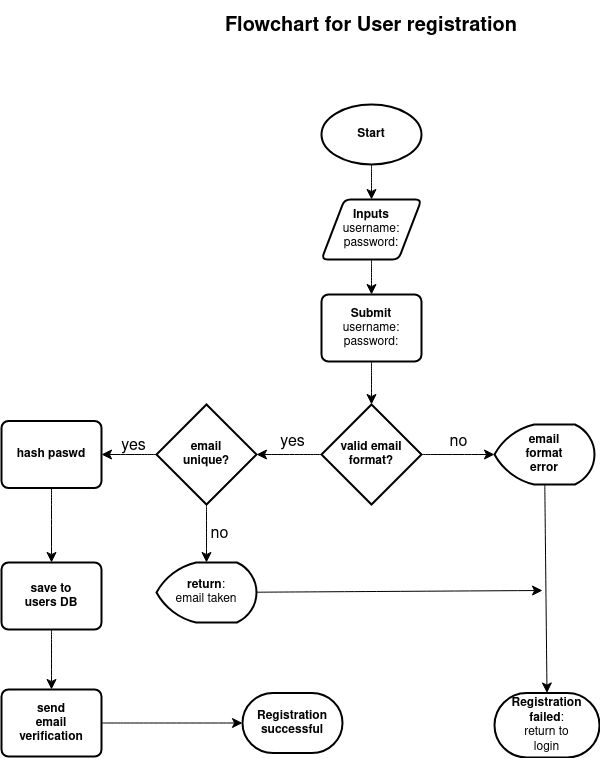 Flowchart for User registration
Start
Inputs
username:
password:
Submit
username:
password:
valid email
format?
no
email
format
error
yes
email
unique?
yes
hash paswd
no
return:
email taken
save to
users DB
send
email
verification
Registration
successful
Registration
failed:
return to
login